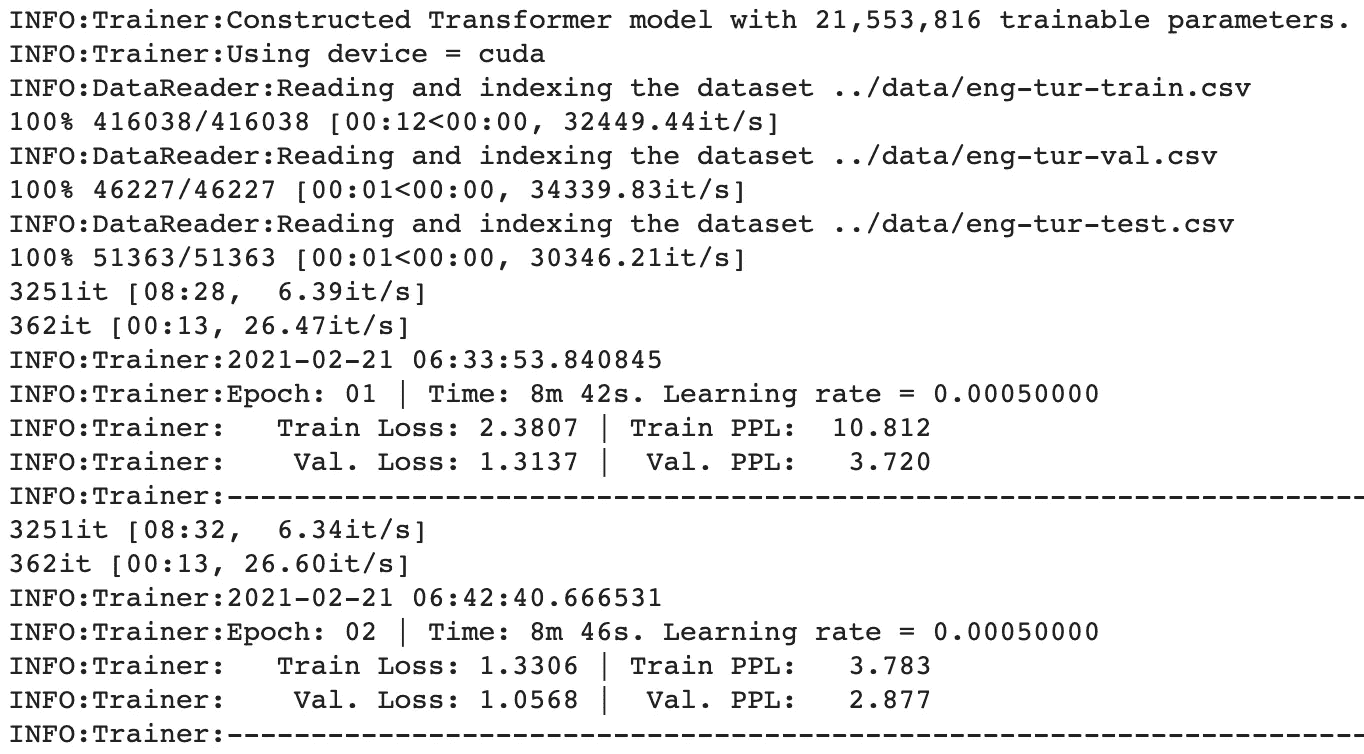 INFO:Trainer:Constructed Transformer model with 21,553,816 trainable parameters.
INFO:Trainer:Using device = cuda
INFO:DataReader:Reading and indexing the dataset ../data/eng-tur-train.csv
100% 416038/416038 [00:12<00:00, 32449.44it/s]
INFO:DataReader:Reading and indexing the dataset ../data/eng-tur-val.csv
100% 46227/46227 [00:01<00:00, 34339.83it/s]
INFO:DataReader:Reading and indexing the dataset ../data/eng-tur-test.csv
100% 51363/51363 [00:01<00:00, 30346.21it/s]
3251it [08:28,  6.39it/s]
362it [00:13, 26.47it/s]
INFO:Trainer:2021-02-21 06:33:53.840845
INFO:Trainer:Epoch: 01 | Time: 8m 42s. Learning rate = 0.00050000
INFO:Trainer:   Train Loss: 2.3807 | Train PPL:  10.812
INFO:Trainer:    Val. Loss: 1.3137 |  Val. PPL:   3.720
INFO:Trainer:--------------------------------------------------------------------
3251it [08:32,  6.34it/s]
362it [00:13, 26.60it/s]
INFO:Trainer:2021-02-21 06:42:40.666531
INFO:Trainer:Epoch: 02 | Time: 8m 46s. Learning rate = 0.00050000
INFO:Trainer:   Train Loss: 1.3306 | Train PPL:   3.783
INFO:Trainer:    Val. Loss: 1.0568 |  Val. PPL:   2.877
INFO:Trainer:--------------------------------------------------------------------